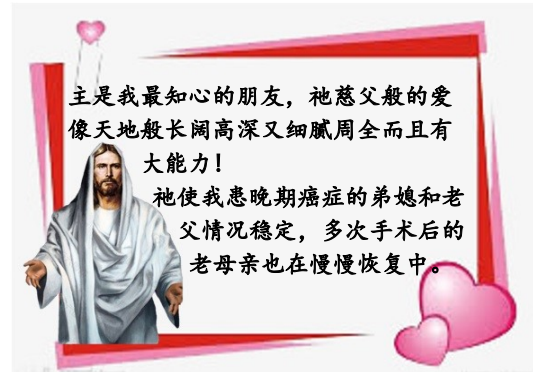 主是我最知心的朋友，祂慈父般的爱
像天地般长阔高深又细腻周全而且有
大能力！
祂使我患晚期癌症的弟媳和老
父情况稳定，多次手术后的
老母亲也在慢慢恢复中。